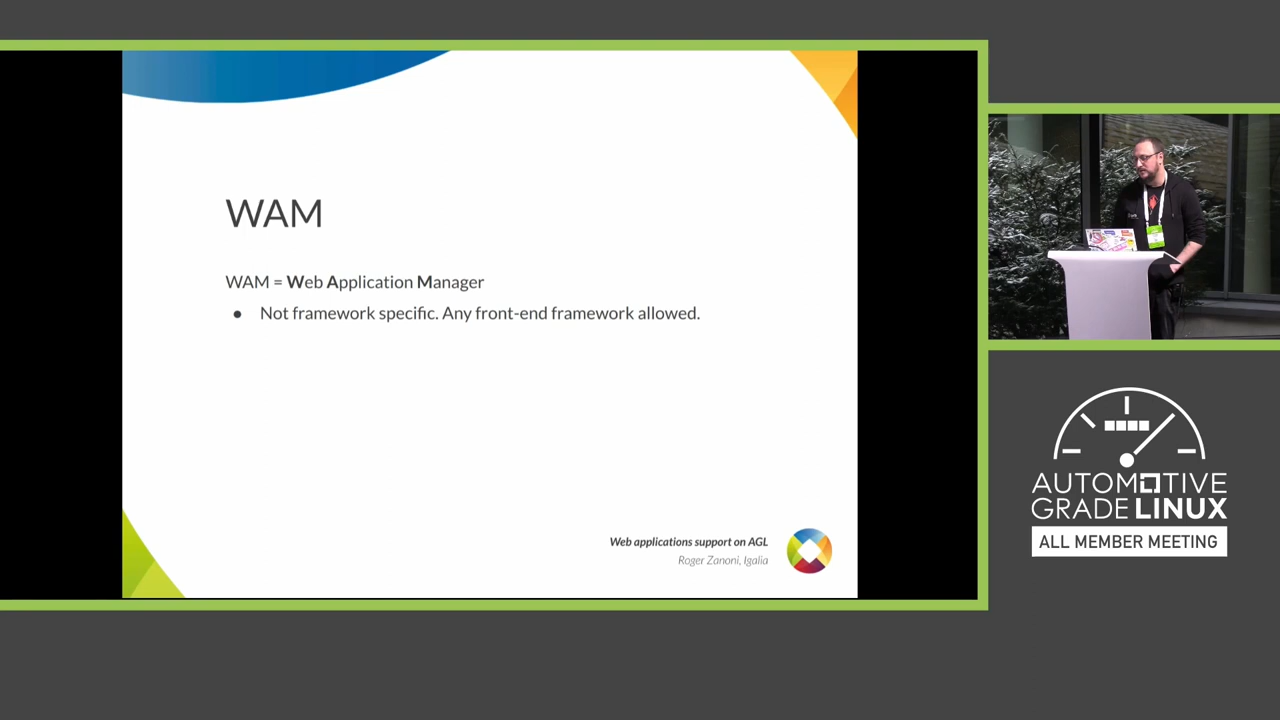 WAM
WAM = Web Application Manager
● Not framework specific. Any front-end framework allowed.
Web applications support on AGL
Roger Zanoni, Igalia
AUTOMOTIVE
GRADE LINUX
ALL MEMBER MEETING